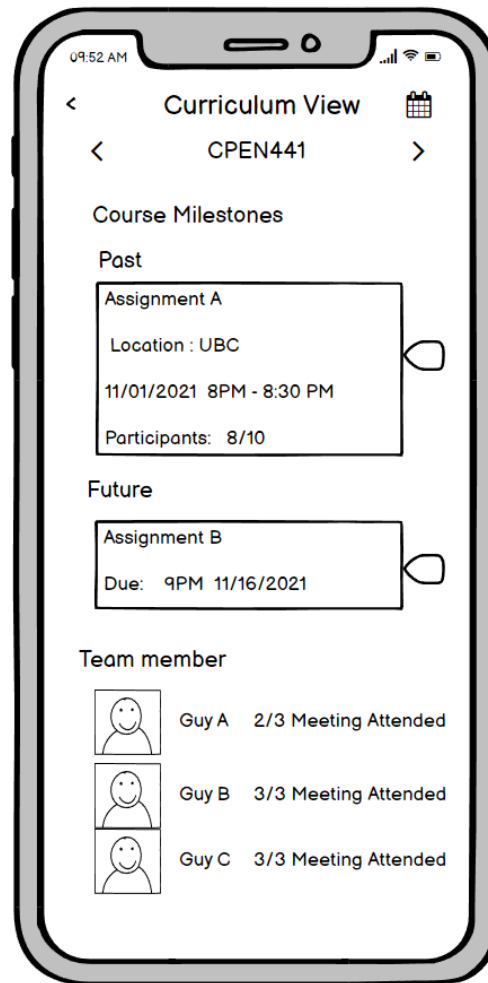 09:52 AM
< Curriculum View
< CPEN441 >
Course Milestones
Past
Assignment A
Location : UBC
11/01/2021 8PM - 8:30 PM
Participants: 8/10
Future
Assignment B
Due: 9PM 11/16/2021
Team member
Guy A 2/3 Meeting Attended
Guy B 3/3 Meeting Attended
Guy C 3/3 Meeting Attended